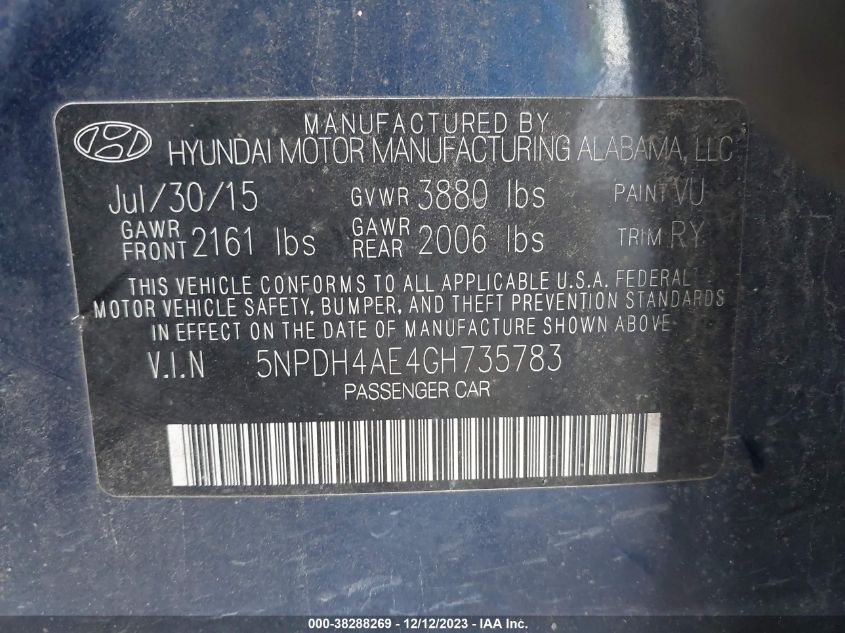 MANUFACTURED BY
HYUNDAI MOTOR MANUFACTURING ALABAMA, LLC
Jul/30/15 GVWR 3880 lbs PAINT VU
GAWR FRONT 2161 lbs GAWR REAR 2006 lbs TRIM RY
THIS VEHICLE CONFORMS TO ALL APPLICABLE U.S.A. FEDERAL
MOTOR VEHICLE SAFETY, BUMPER, AND THEFT PREVENTION STANDARDS
IN EFFECT ON THE DATE OF MANUFACTURE SHOWN ABOVE.
V.I.N 5NPDH4AE4GH735783
PASSENGER CAR
000-38288269 - 12/12/2023 - IAA Inc.